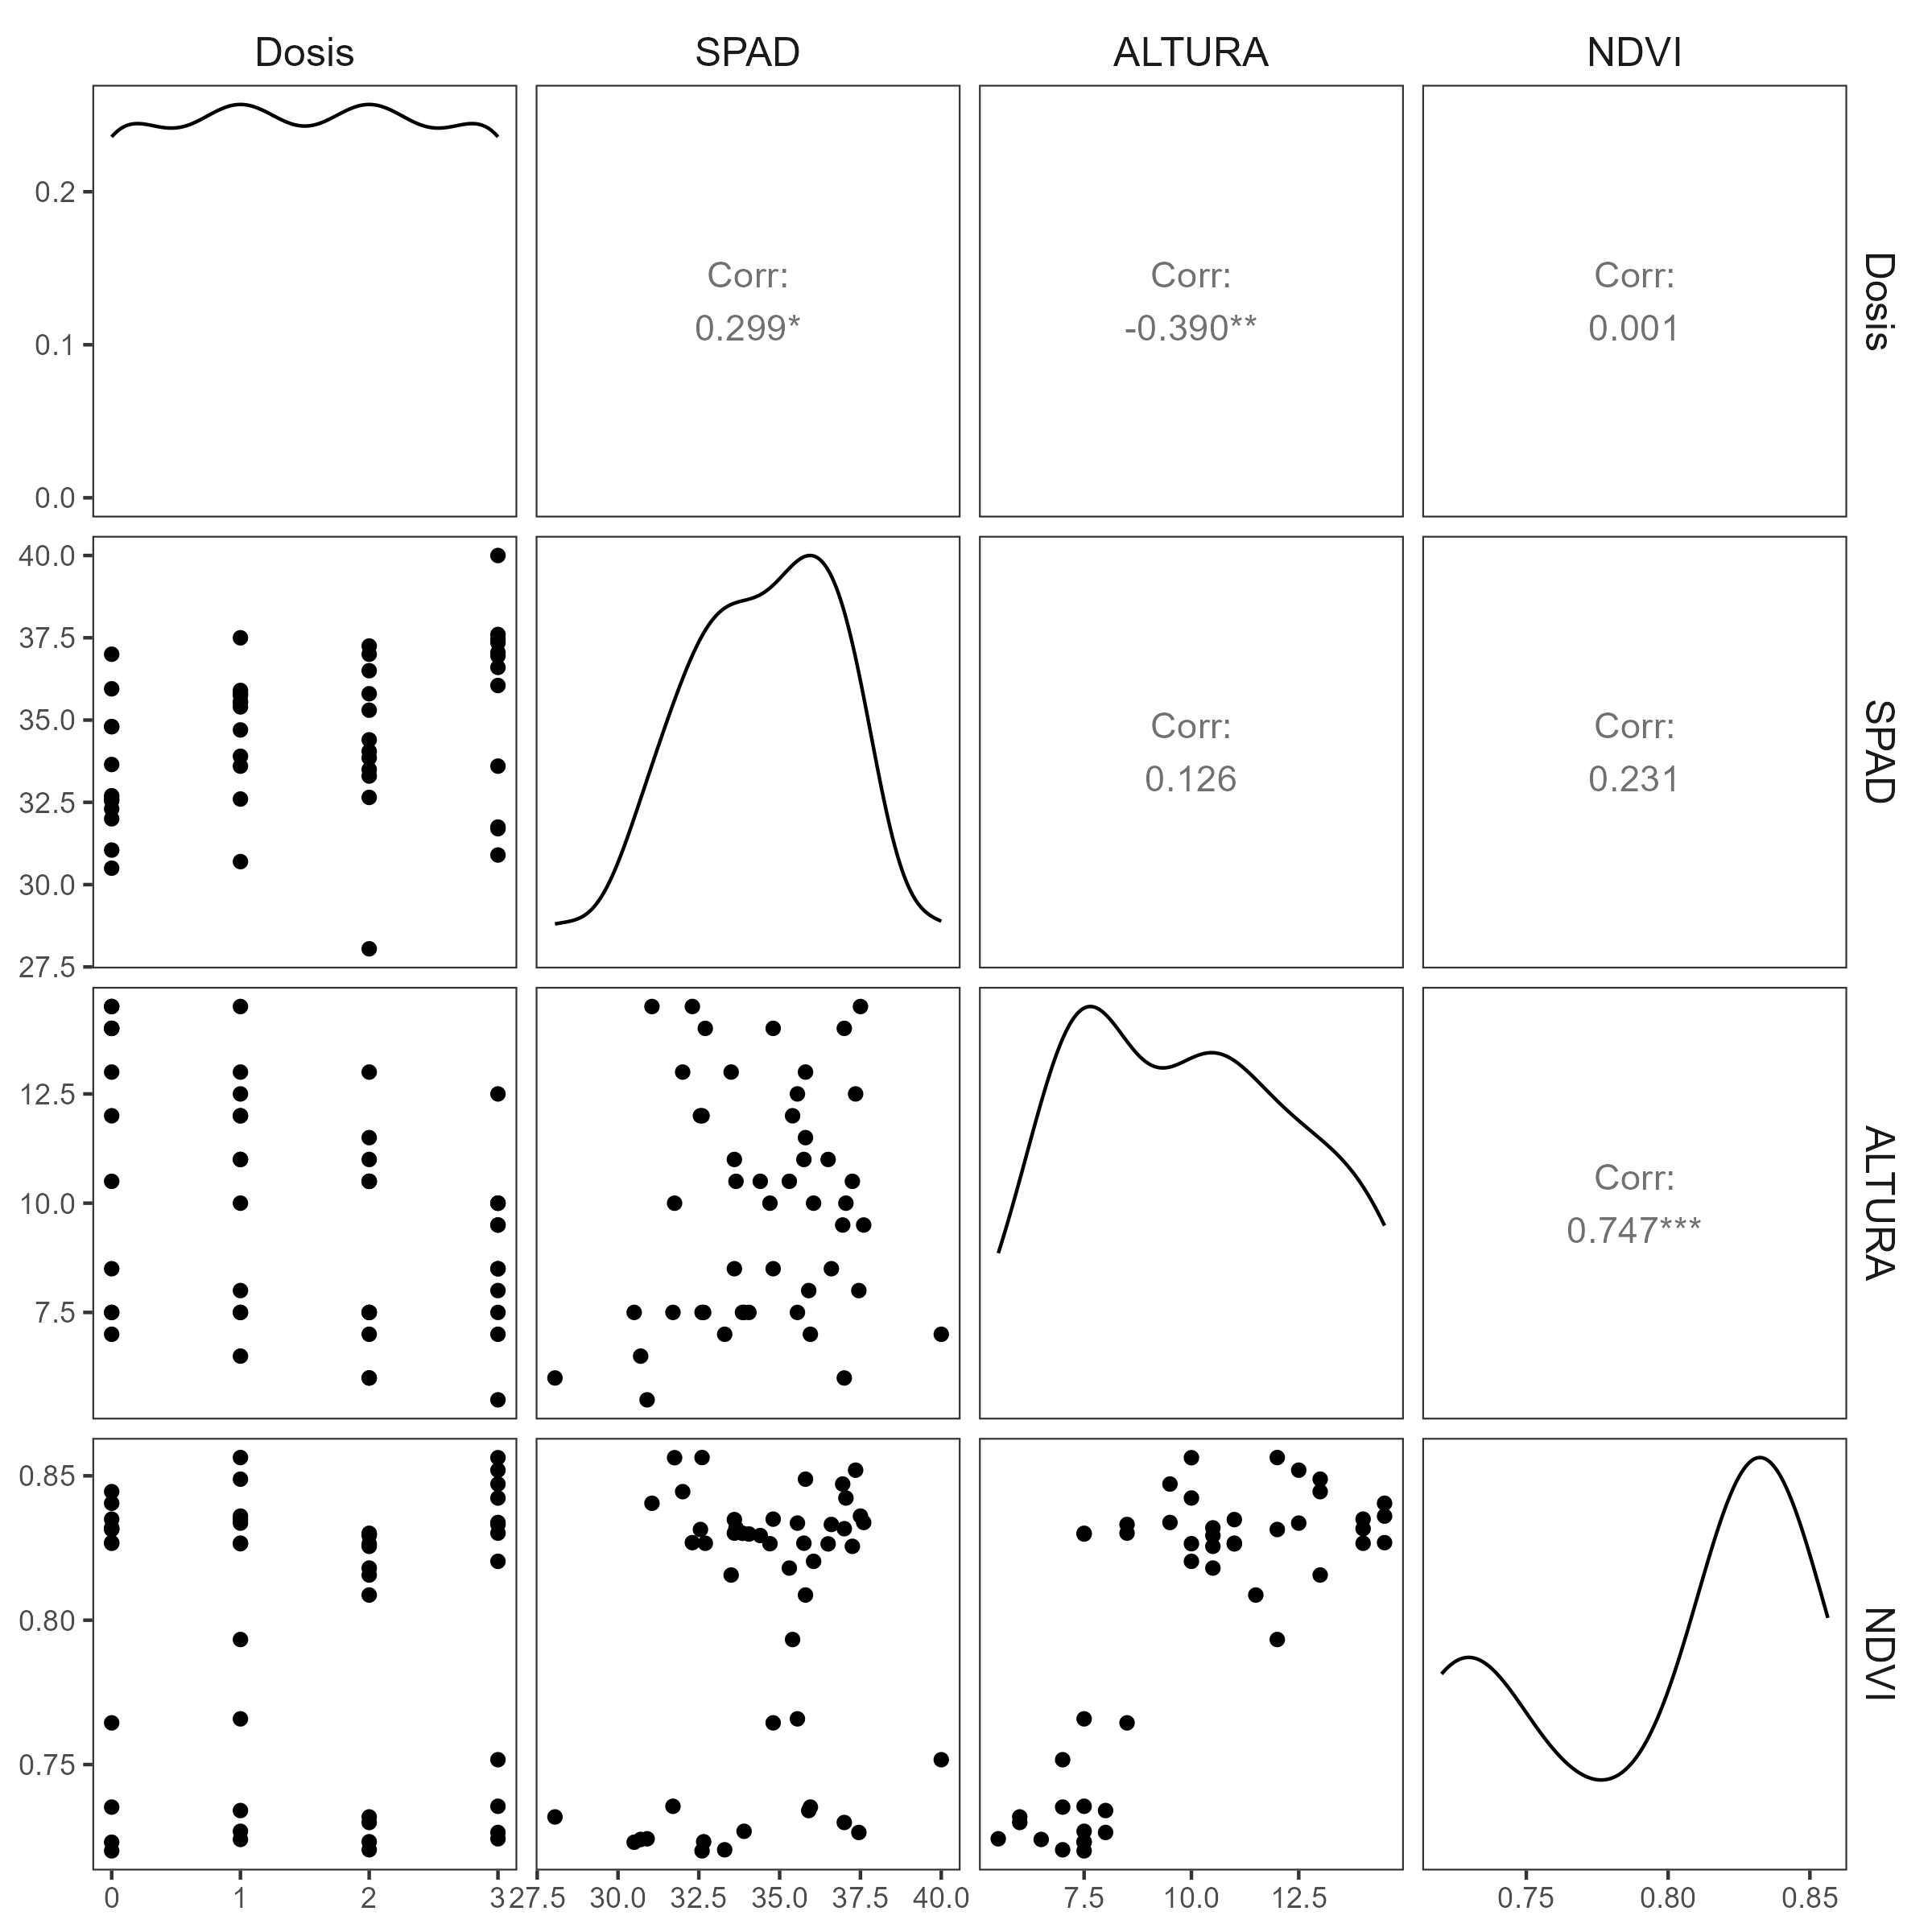 Dosis SPAD ALTURA NDVI
0.2
0.1
0.0
Corr:
0.299*
Corr:
-0.390**
Corr:
0.001
Dosis
40.0
37.5
35.0
32.5
30.0
27.5
Corr:
0.126
Corr:
0.231
SPAD
12.5
10.0
7.5
Corr:
0.747***
ALTURA
0.85
0.80
0.75
NDVI
0 1 2 3 27.5 30.0 32.5 35.0 37.5 40.0 7.5 10.0 12.5 0.75 0.80 0.85